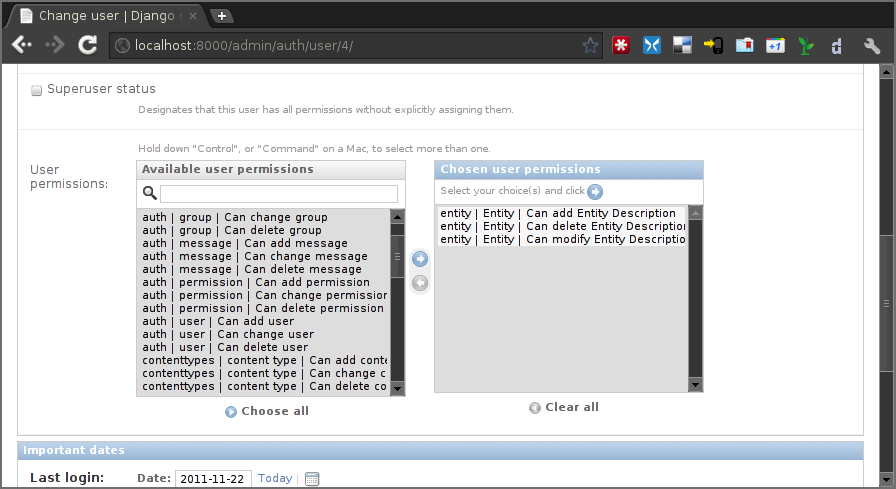 Change user | Django
localhost:8000/admin/auth/user/4/
Superuser status
Designates that this user has all permissions without explicitly assigning them.
Hold down "Control", or "Command" on a Mac, to select more than one.
User permissions:
Available user permissions
auth | group | Can change group
auth | group | Can delete group
auth | message | Can add message
auth | message | Can change message
auth | message | Can delete message
auth | permission | Can add permission
auth | permission | Can change permission
auth | permission | Can delete permission
auth | user | Can add user
auth | user | Can change user
auth | user | Can delete user
contenttypes | content type | Can add conte
contenttypes | content type | Can change c
contenttypes | content type | Can delete co
Choose all
Chosen user permissions
Select your choice(s) and click
entity | Entity | Can add Entity Description
entity | Entity | Can delete Entity Description
entity | Entity | Can modify Entity Descriptio
Clear all
Important dates
Last login:
Date: 2011-11-22 Today |
+1
d